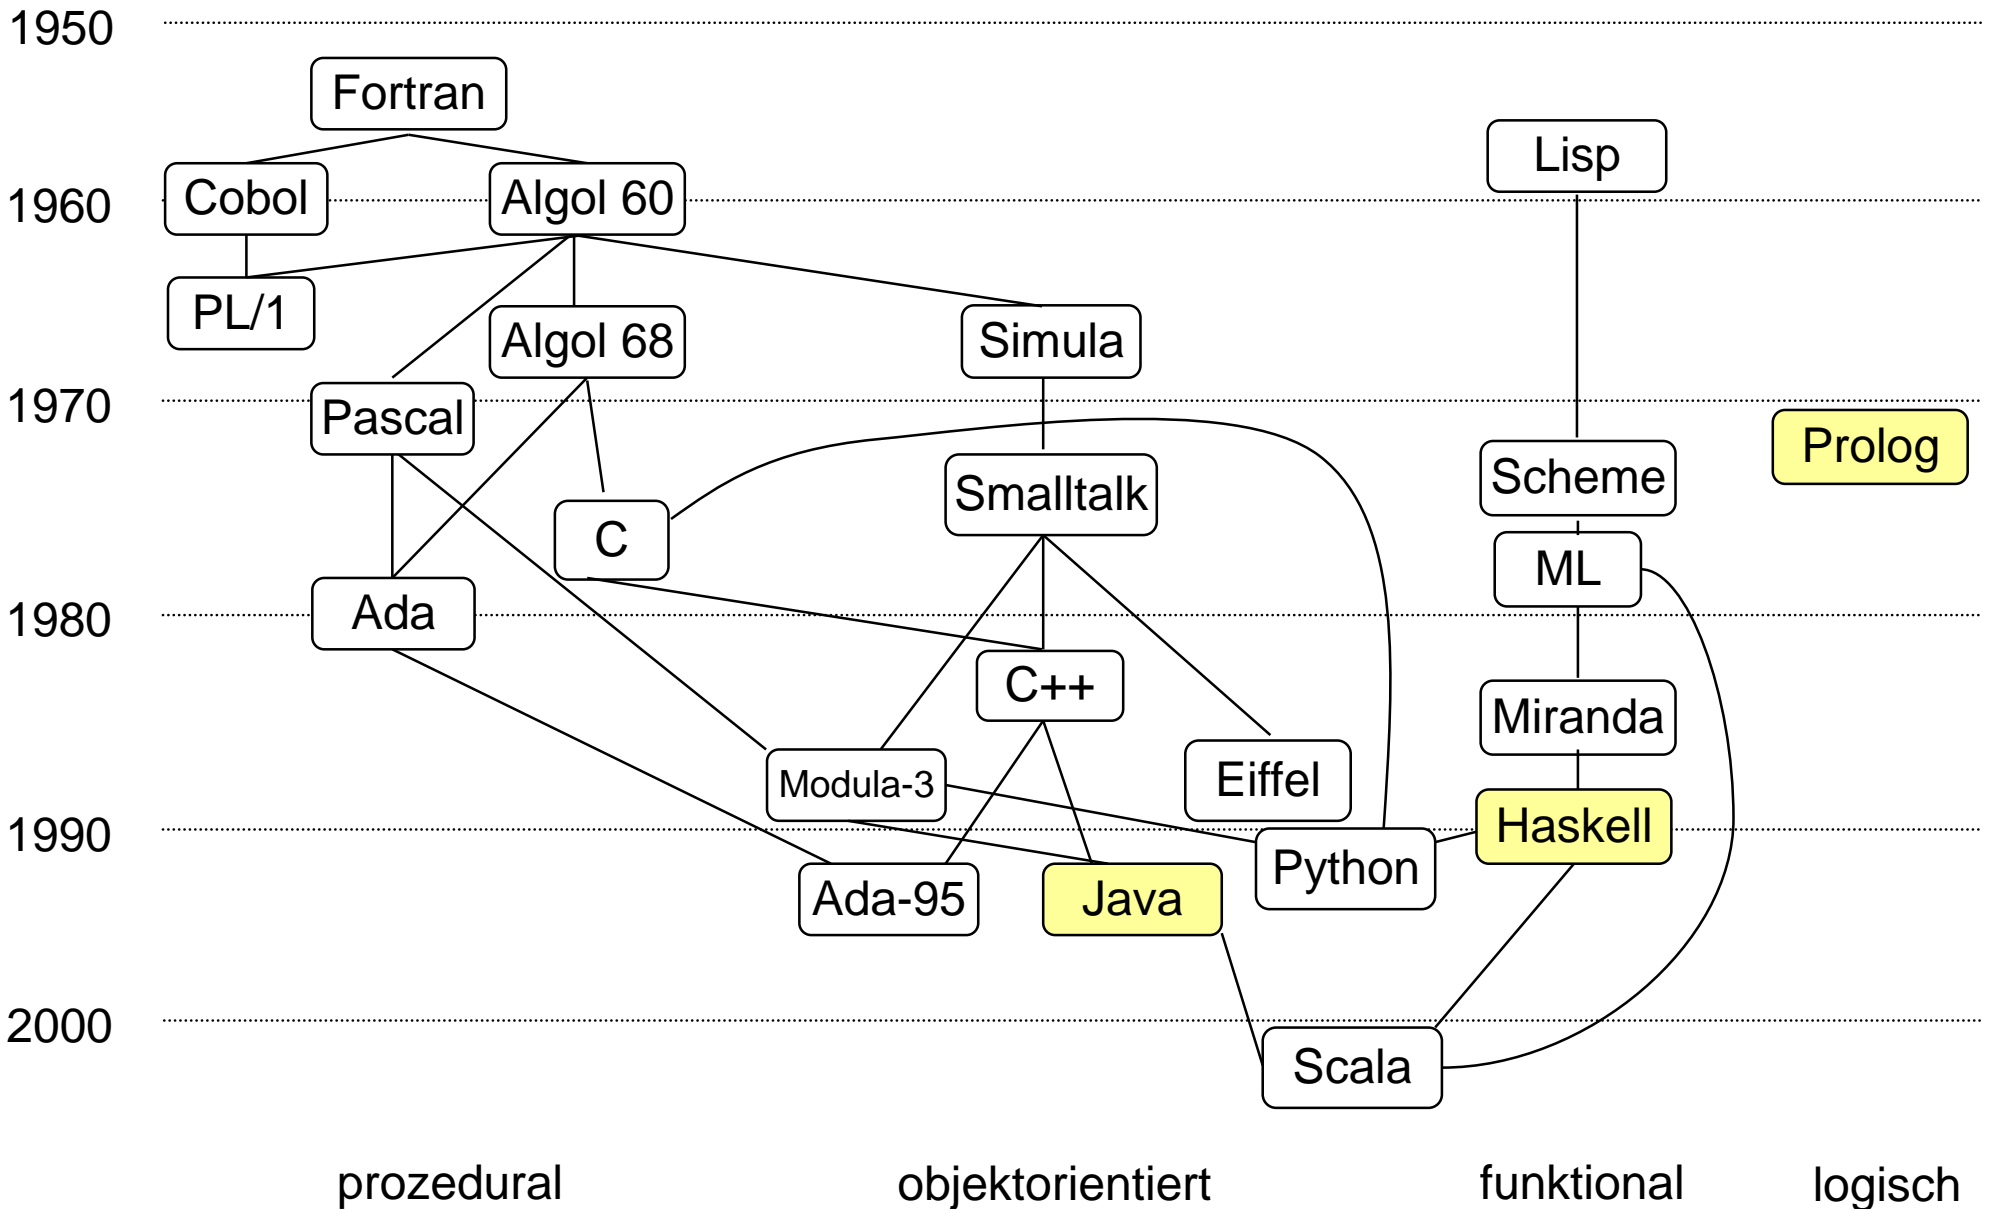 1950
Fortran
Lisp
1960
Cobol
Algol 60
PL/1
Algol 68
Simula
1970
Pascal
Prolog
Scheme
Smalltalk
C
ML
1980
Ada
C++
Miranda
Modula-3
Eiffel
1990
Haskell
Python
Ada-95
Java
2000
Scala
prozedural
objektorientiert
funktional
logisch